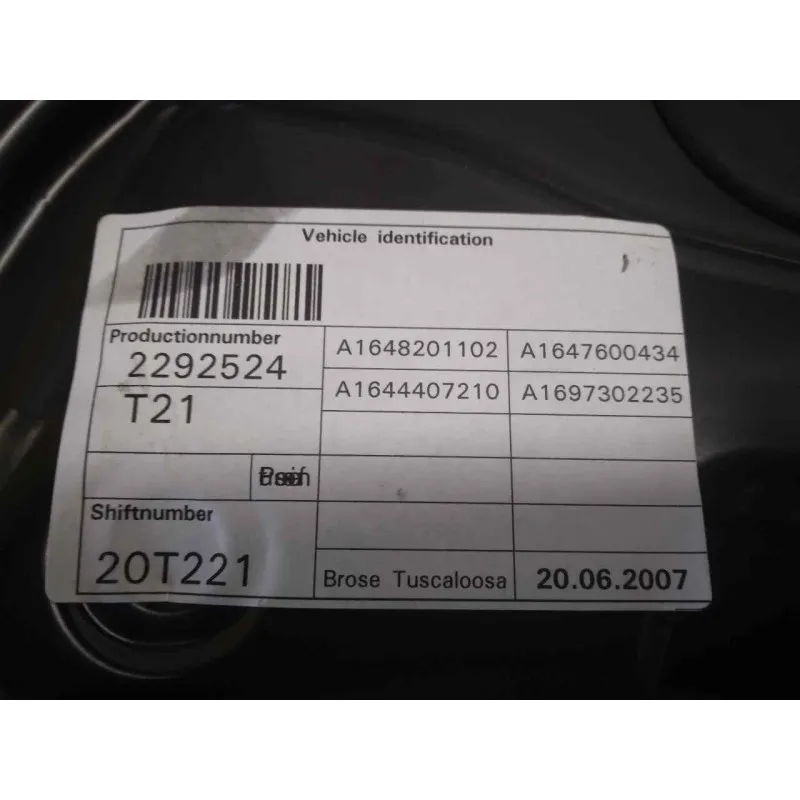 Vehicle identification
Productionnumber
2292524
A1648201102 A1647600434
T21
A1644407210 A1697302235
Shiftnumber
20T221
Brose Tuscaloosa 20.06.2007